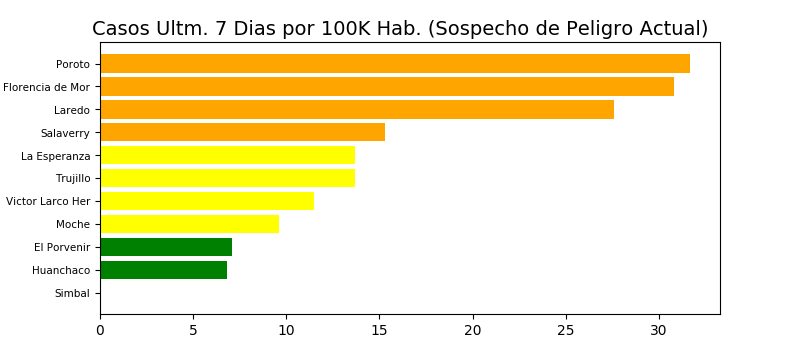 Casos Ultm. 7 Dias por 100K Hab. (Sospecho de Peligro Actual)
Poroto
Florencia de Mor
Laredo
Salaverry
La Esperanza
Trujillo
Victor Larco Her
Moche
El Porvenir
Huanchaco
Simbal
0 5 10 15 20 25 30